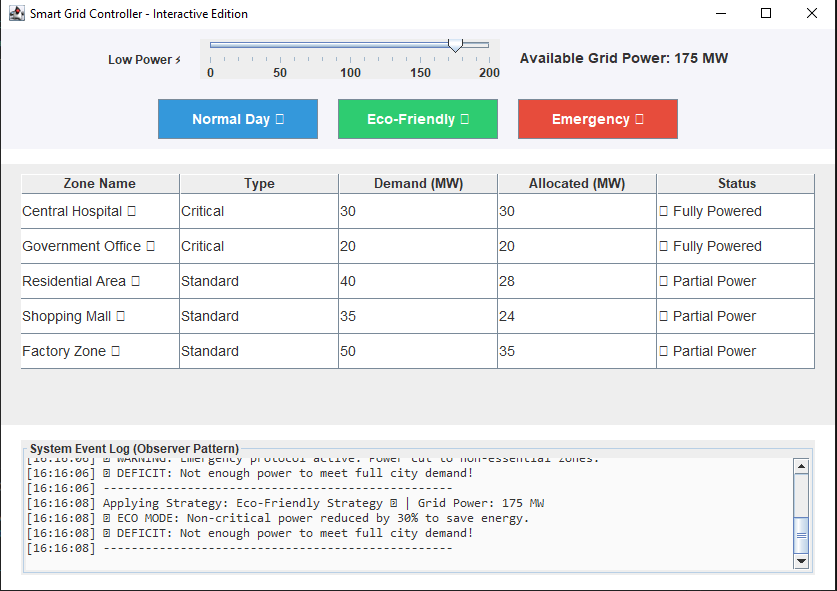 Smart Grid Controller - Interactive Edition
Low Power ⚡ 0 50 100 150 200 Available Grid Power: 175 MW
Normal Day Eco-Friendly Emergency
Zone Name Type Demand (MW) Allocated (MW) Status
Central Hospital Critical 30 30 Fully Powered
Government Office Critical 20 20 Fully Powered
Residential Area Standard 40 28 Partial Power
Shopping Mall Standard 35 24 Partial Power
Factory Zone Standard 50 35 Partial Power
System Event Log (Observer Pattern)
[16:16:06] WARNING: Emergency protocol active. Power cut to non-essential zones.
[16:16:06] DEFICIT: Not enough power to meet full city demand!
[16:16:06] --------------------------------------------------
[16:16:08] Applying Strategy: Eco-Friendly Strategy | Grid Power: 175 MW
[16:16:08] ECO MODE: Non-critical power reduced by 30% to save energy.
[16:16:08] DEFICIT: Not enough power to meet full city demand!
[16:16:08] --------------------------------------------------